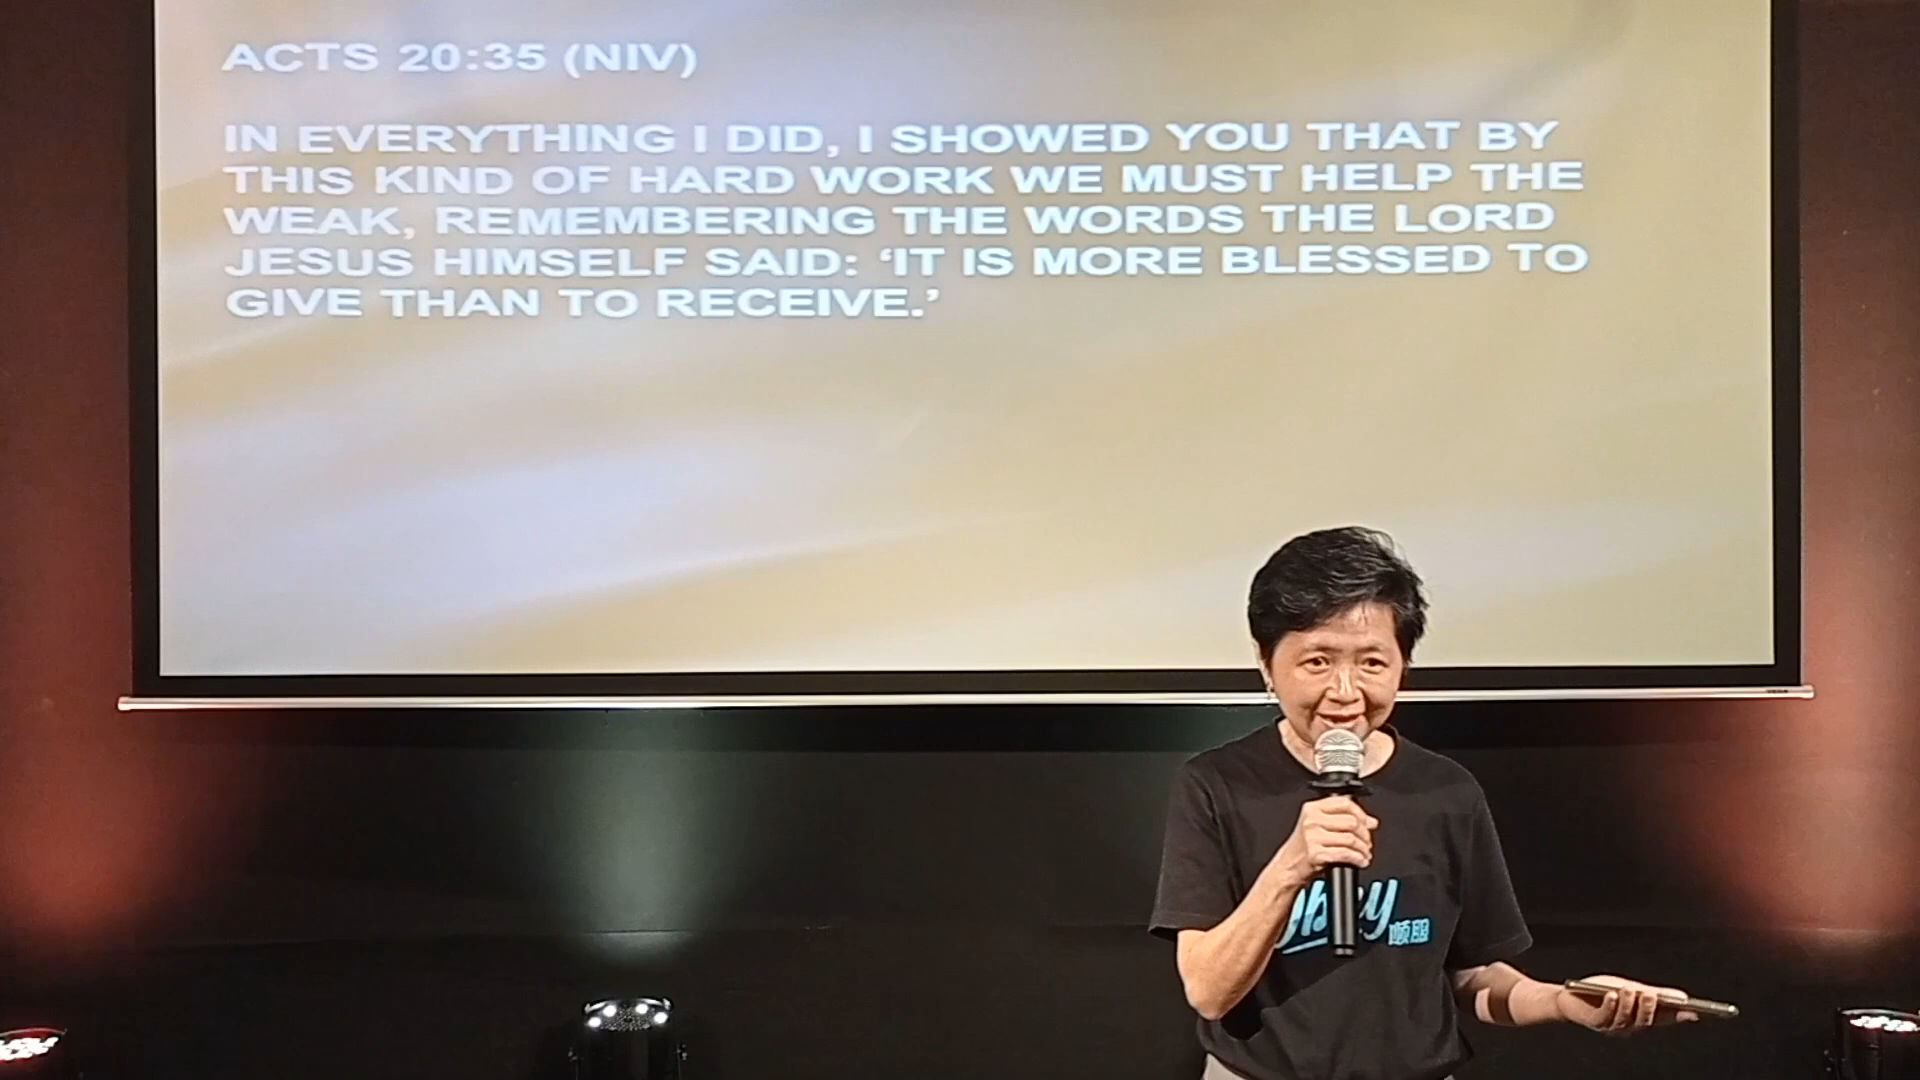 ACTS 20:35 (NIV)
IN EVERYTHING I DID, I SHOWED YOU THAT BY
THIS KIND OF HARD WORK WE MUST HELP THE
WEAK, REMEMBERING THE WORDS THE LORD
JESUS HIMSELF SAID: ‘IT IS MORE BLESSED TO
GIVE THAN TO RECEIVE.’
顺服